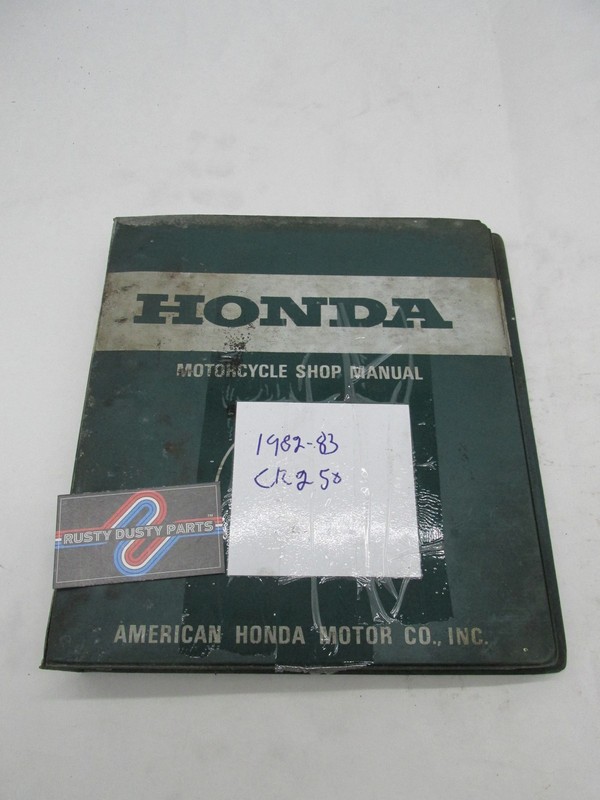 HONDA
MOTORCYCLE SHOP MANUAL
1982-83
CR250
RUSTY DUSTY PARTS
AMERICAN HONDA MOTOR CO., INC.